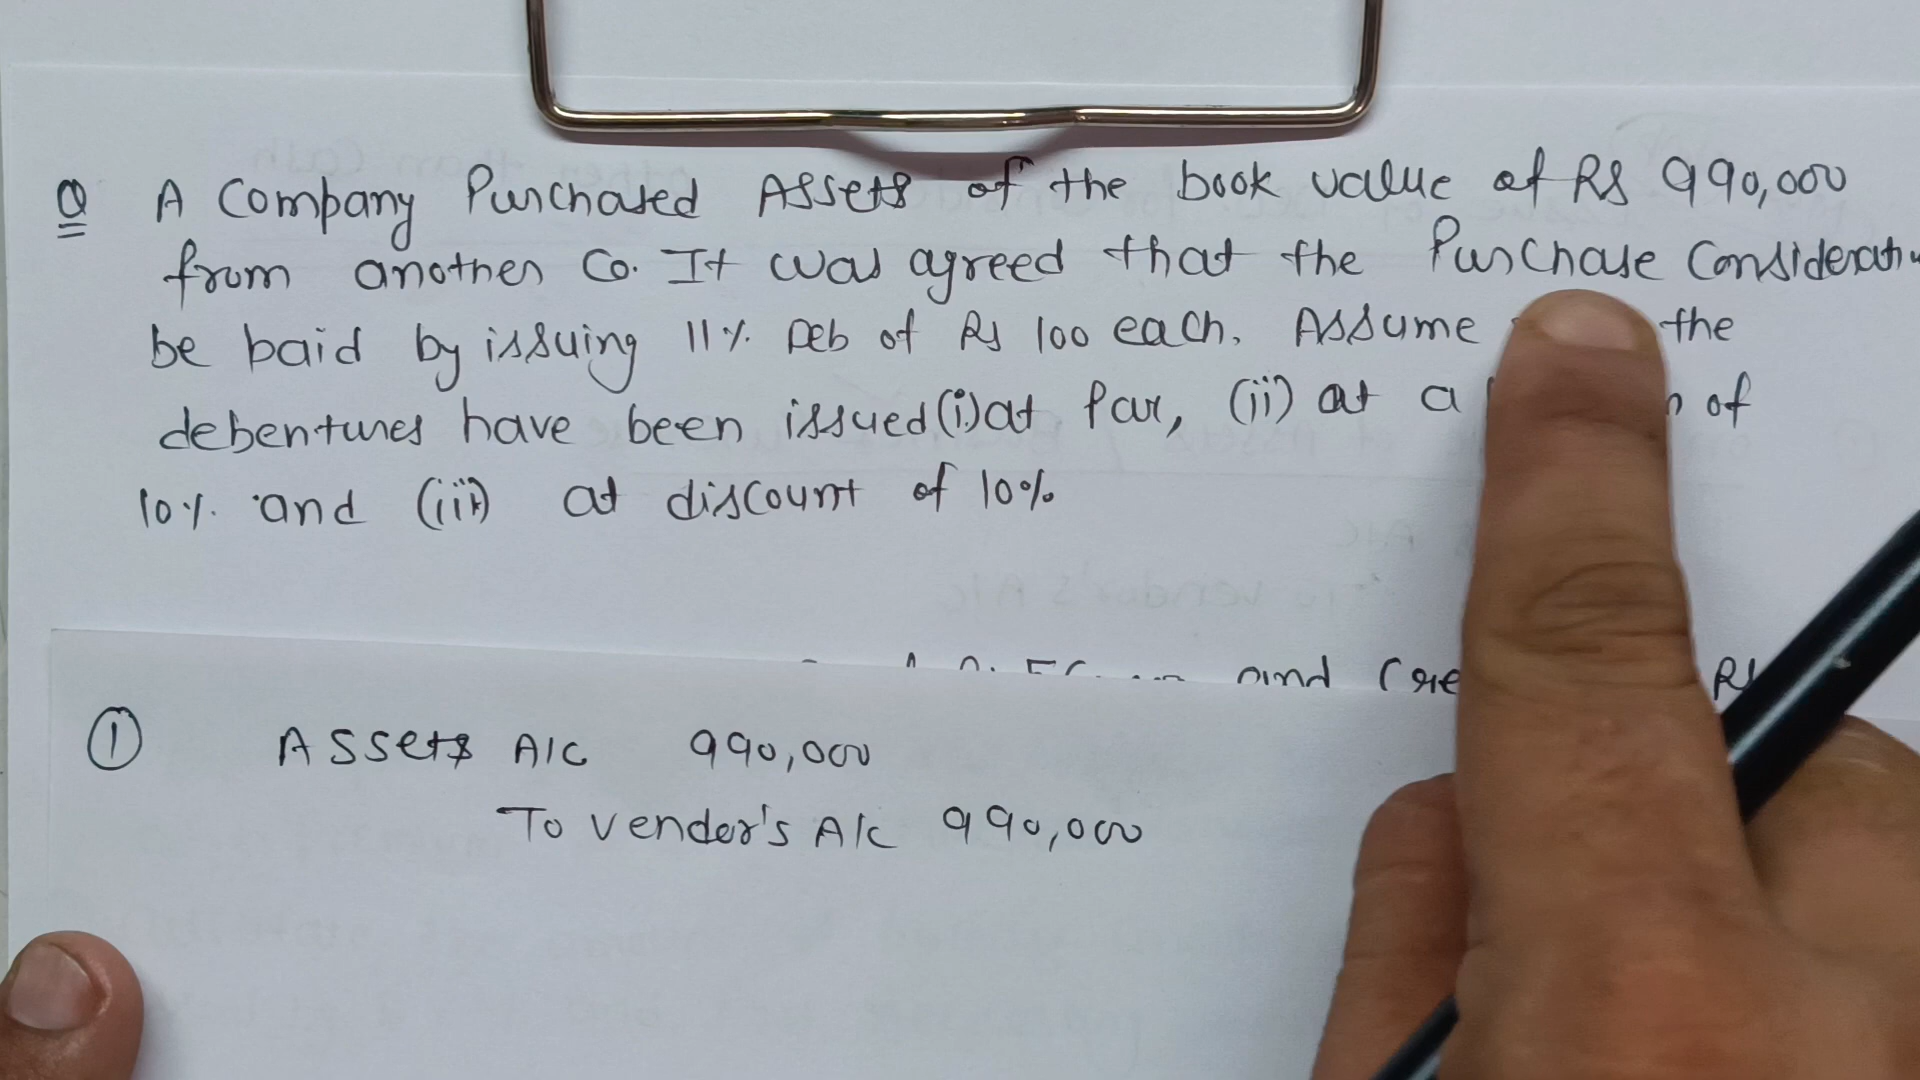 Q A Company Purchased Assets of the book value of Rs 990,000
from another Co. It was agreed that the Purchase
be paid by issuing 11% Deb of Rs 100 each. Assume the
debentures have been issued (i) at Par, (ii) at a of
10% and (iii) at discount of 10%
and
① Assets A/C 990,000
To Vendor's A/C 990,000